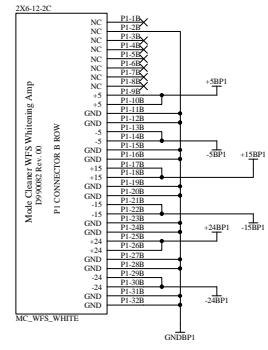 2X6-12-2C
Mode Cleaner WFS Whitening Amp
D990082 Rev. 00
P1 CONNECTOR B ROW
NC P1-1B
NC P1-2B
NC P1-3B
NC P1-4B
NC P1-5B
NC P1-6B
NC P1-7B
NC P1-8B
+5 P1-9B
+5 P1-10B
GND P1-11B
GND P1-12B
-5 P1-13B
-5 P1-14B
GND P1-15B
GND P1-16B
+15 P1-17B
+15 P1-18B
GND P1-19B
GND P1-20B
-15 P1-21B
-15 P1-22B
GND P1-23B
GND P1-24B
+24 P1-25B
+24 P1-26B
GND P1-27B
GND P1-28B
-24 P1-29B
-24 P1-30B
GND P1-31B
GND P1-32B
+5BP1
-5BP1
+15BP1
-15BP1
+24BP1
-24BP1
GNDBP1
MC_WFS_WHITE